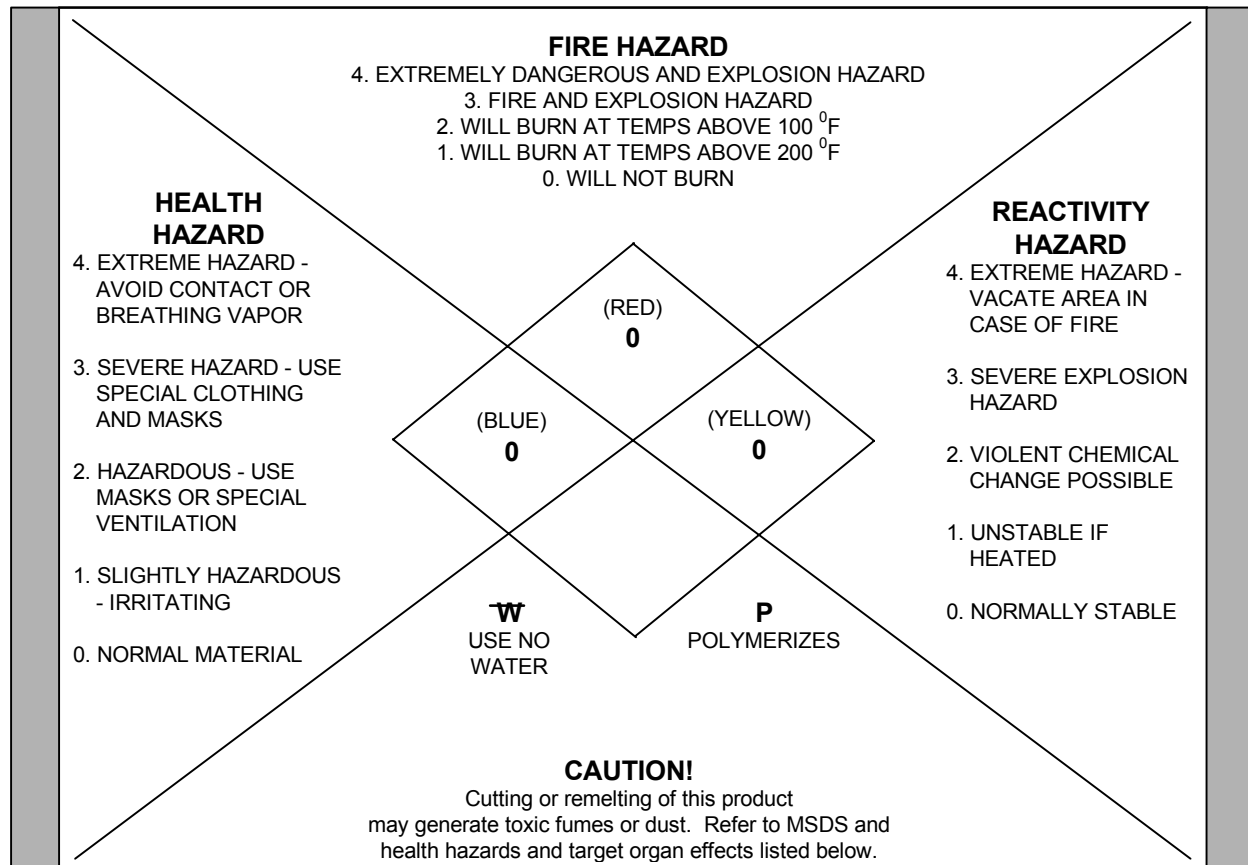 FIRE HAZARD
4. EXTREMELY DANGEROUS AND EXPLOSION HAZARD
3. FIRE AND EXPLOSION HAZARD
2. WILL BURN AT TEMPS ABOVE 100 ⁰F
1. WILL BURN AT TEMPS ABOVE 200 ⁰F
0. WILL NOT BURN
HEALTH
HAZARD
4. EXTREME HAZARD -
AVOID CONTACT OR
BREATHING VAPOR
3. SEVERE HAZARD - USE
SPECIAL CLOTHING
AND MASKS
2. HAZARDOUS - USE
MASKS OR SPECIAL
VENTILATION
1. SLIGHTLY HAZARDOUS
- IRRITATING
0. NORMAL MATERIAL
(RED)
0
(BLUE)
0
(YELLOW)
0
REACTIVITY
HAZARD
4. EXTREME HAZARD -
VACATE AREA IN
CASE OF FIRE
3. SEVERE EXPLOSION
HAZARD
2. VIOLENT CHEMICAL
CHANGE POSSIBLE
1. UNSTABLE IF
HEATED
0. NORMALLY STABLE
W
USE NO
WATER
P
POLYMERIZES
CAUTION!
Cutting or remelting of this product
may generate toxic fumes or dust. Refer to MSDS and
health hazards and target organ effects listed below.